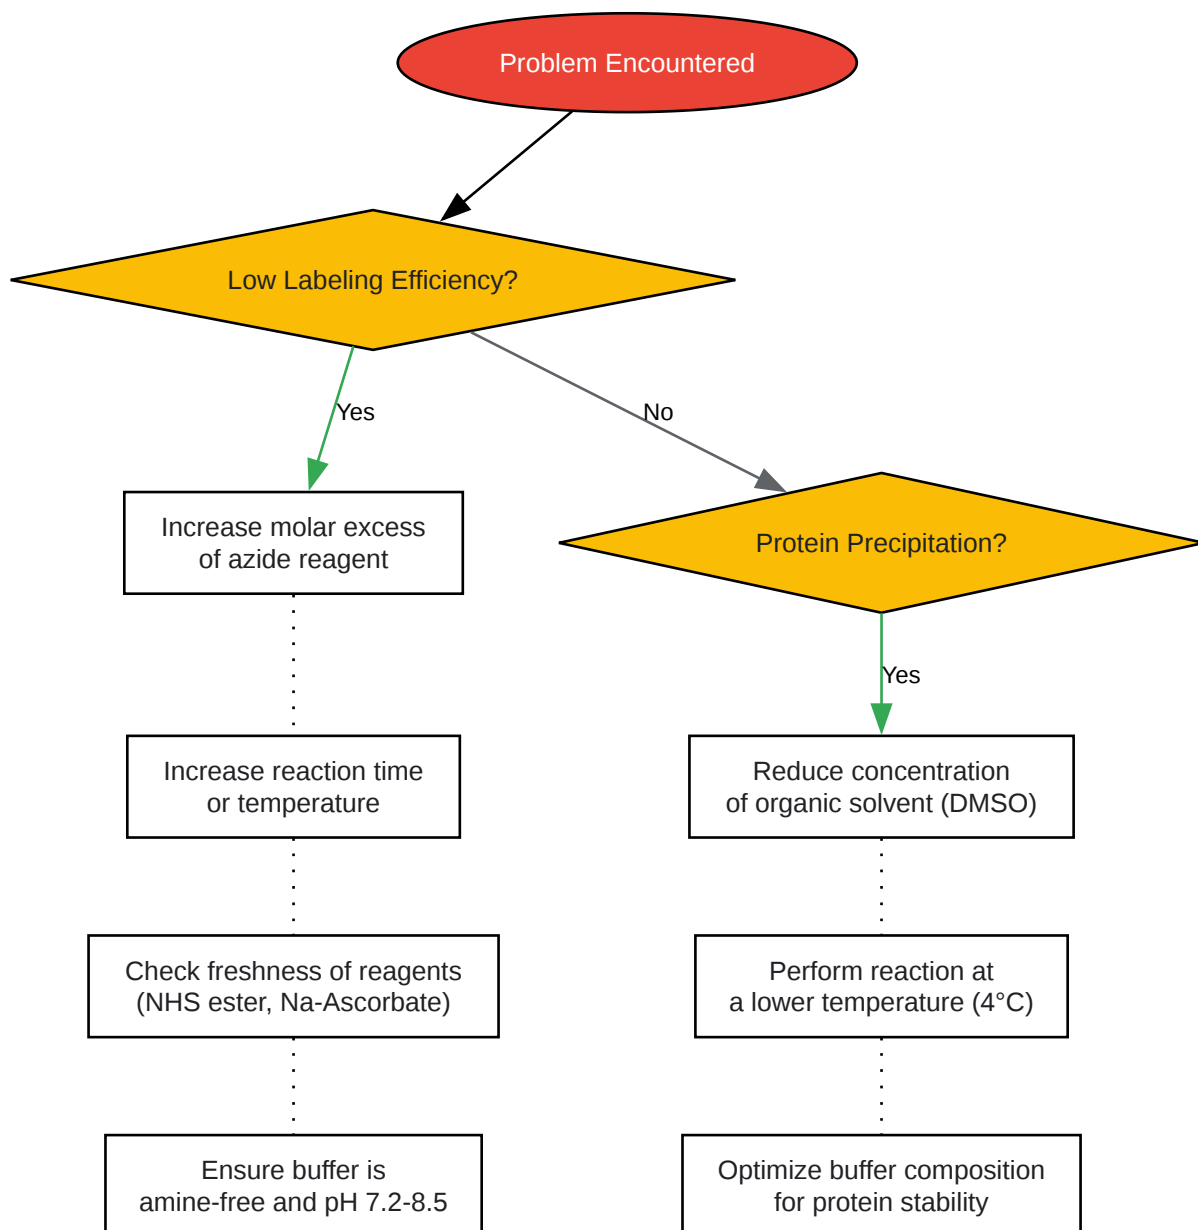 Problem Encountered
Low Labeling Efficiency?
Yes
No
Increase molar excess
of azide reagent
Protein Precipitation?
Yes
Increase reaction time
or temperature
Reduce concentration
of organic solvent (DMSO)
Check freshness of reagents
(NHS ester, Na-Ascorbate)
Perform reaction at
a lower temperature (4°C)
Ensure buffer is
amine-free and pH 7.2-8.5
Optimize buffer composition
for protein stability